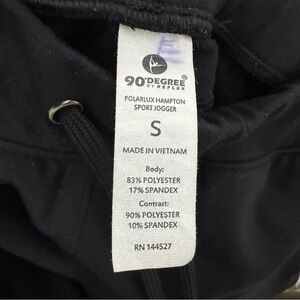 90°DEGREE®
BY REFLEX
POLARLUX HAMPTON
SPORT JOGGER
S
MADE IN VIETNAM
Body:
83% POLYESTER
17% SPANDEX
Contrast:
90% POLYESTER
10% SPANDEX
RN 144527